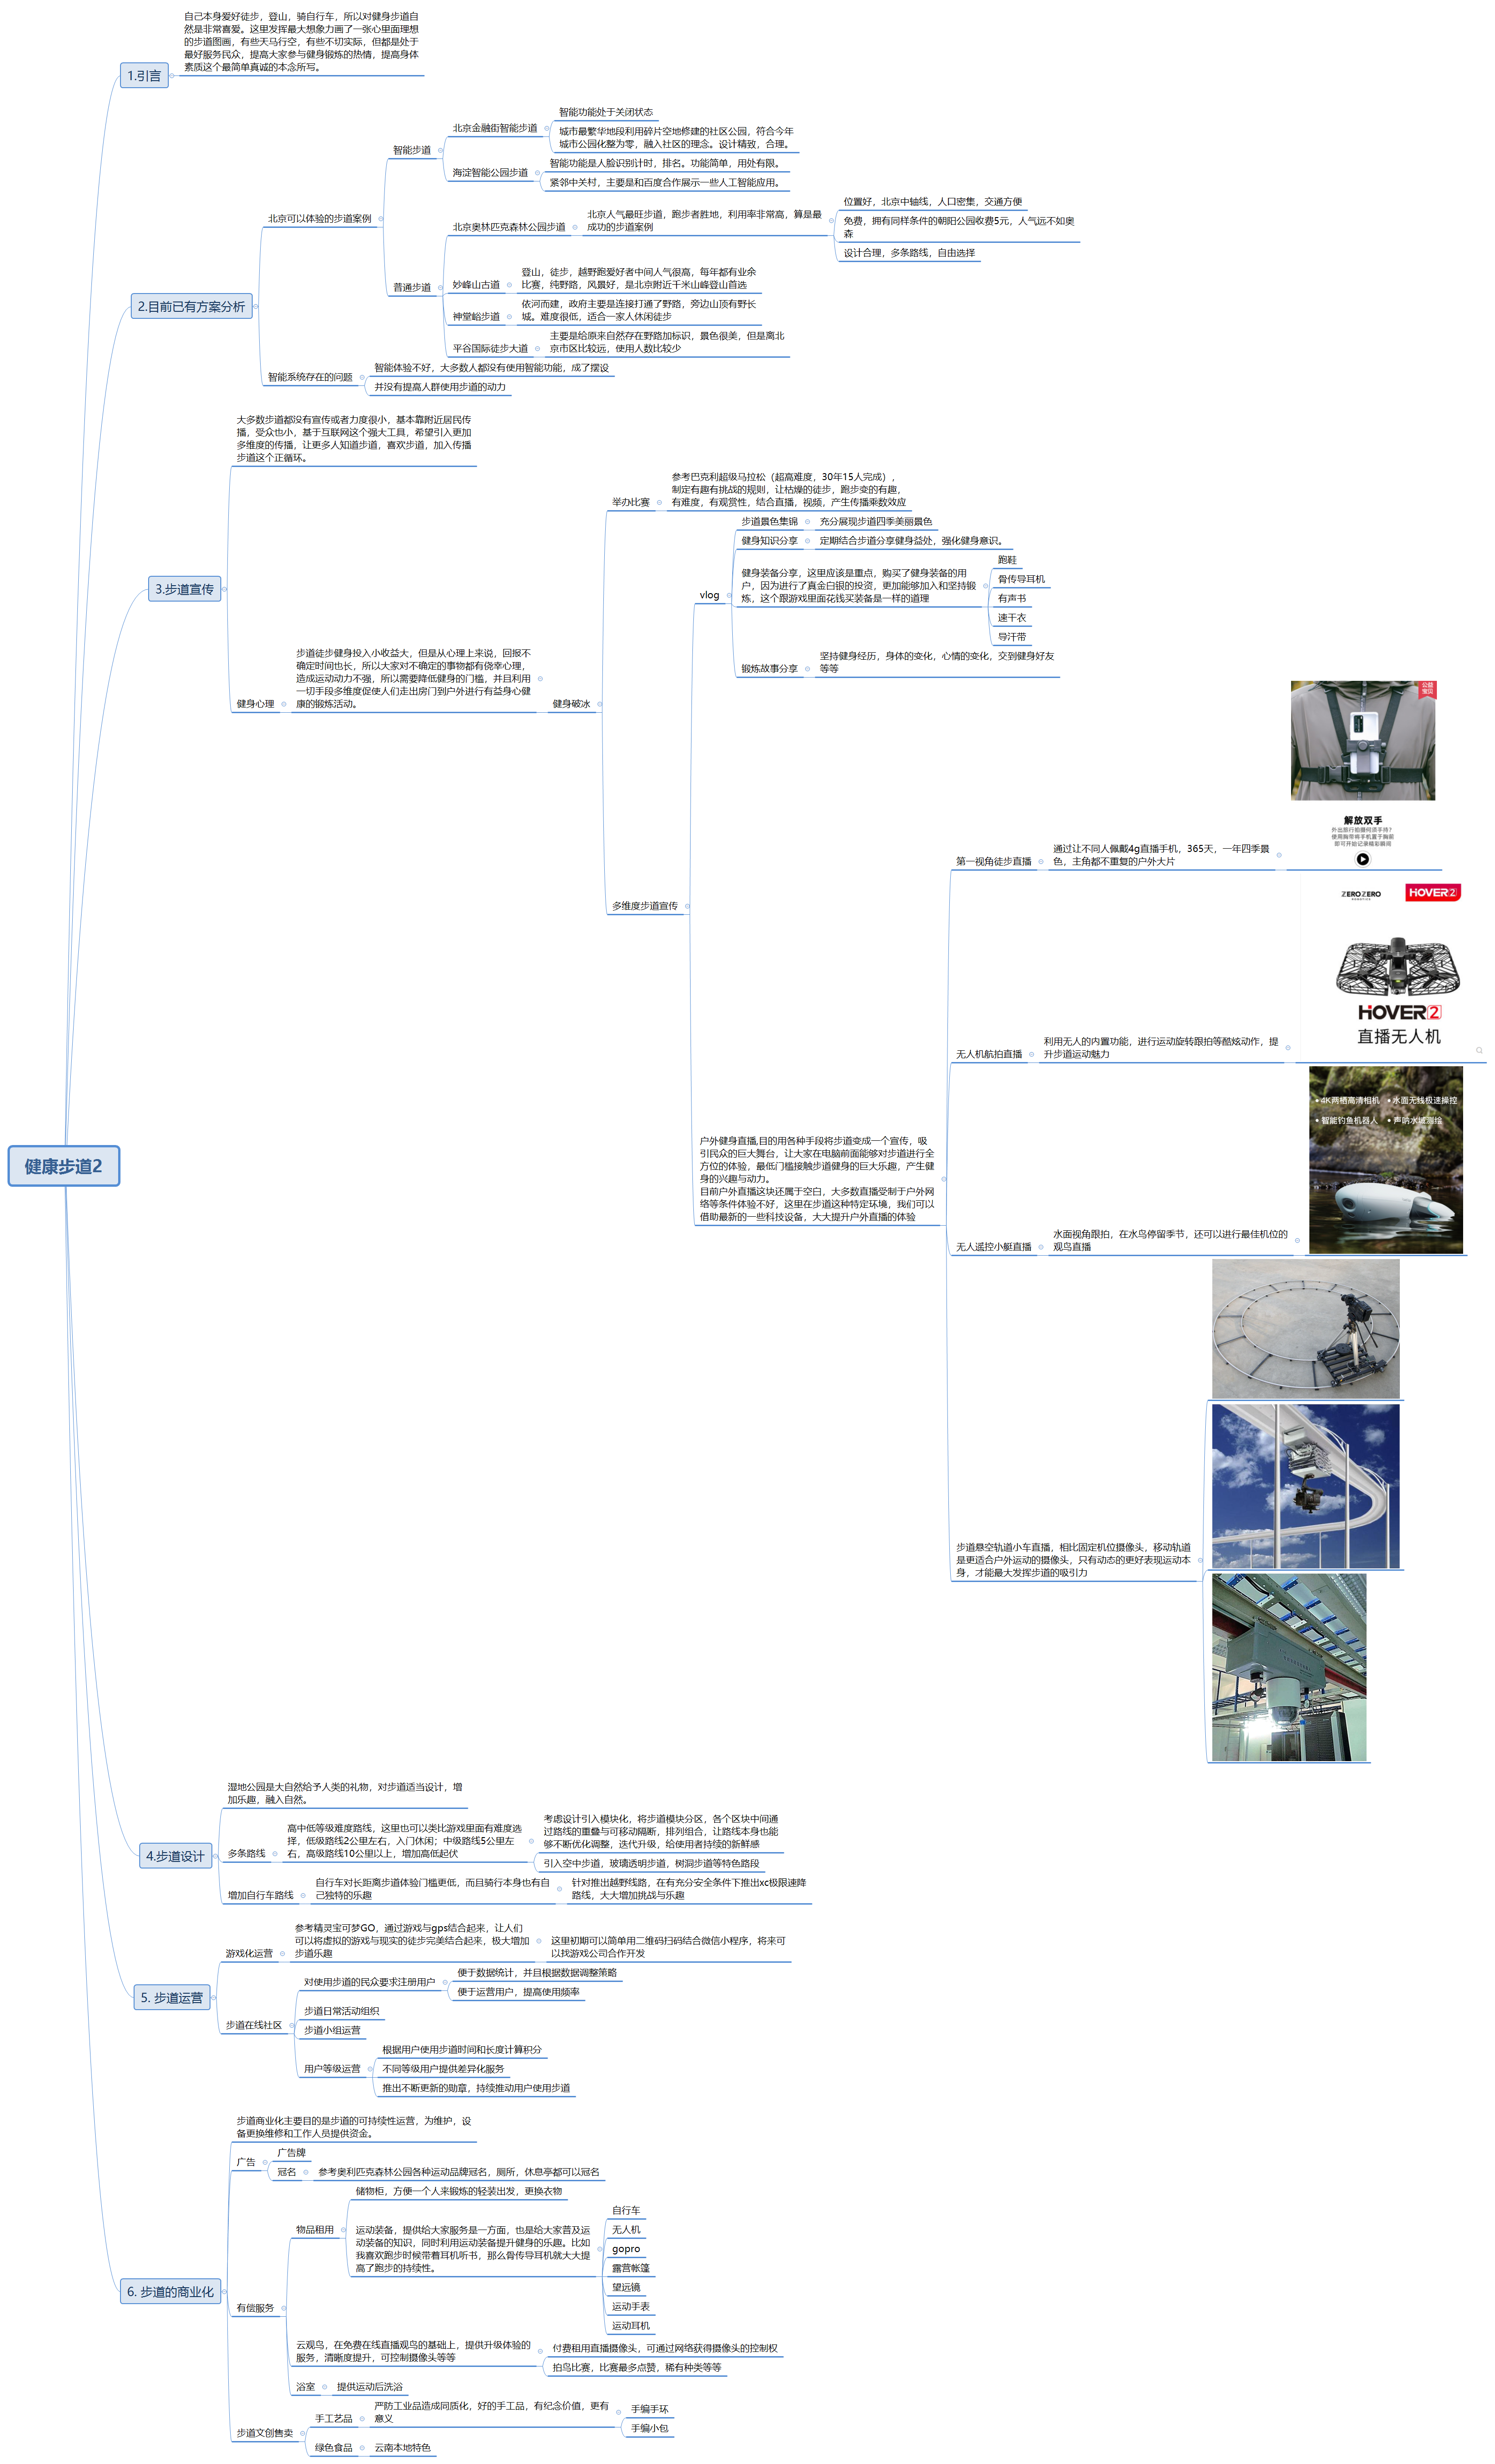 自己本身爱好徒步，登山，骑自行车，所以对健身步道自
然是非常喜爱。这里发挥最大想象力画了一张心里面理想
的步道图画，有些天马行空，有些不切实际，但都是处于
最好服务民众，提高大家参与健身锻炼的热情，提高身体
素质这个最简单真诚的本念所写。
1.引言
智能功能处于关闭状态
北京金融街智能步道
城市最繁华地段利用碎片空地修建的社区公园，符合今年
城市公园化整为零，融入社区的理念。设计精致，合理。
智能步道
智能功能是人脸识别计时，排名。功能简单，用处有限。
海淀智能公园步道
紧邻中关村，主要是和百度合作展示一些人工智能应用。
北京可以体验的步道案例
位置好，北京中轴线，人口密集，交通方便
北京奥林匹克森林公园步道
北京人气最旺步道，跑步者胜地，利用率非常高，算是最
成功的步道案例
免费，拥有同样条件的朝阳公园收费5元，人气远不如奥
森
设计合理，多条路线，自由选择
普通步道
妙峰山古道
登山，徒步，越野跑爱好者中间人气很高，每年都有业余
比赛，纯野路，风景好，是北京附近千米山峰登山首选
神堂峪步道
依河而建，政府主要是连接打通了野路，旁边山顶有野长
城。难度很低，适合一家人休闲徒步
平谷国际徒步大道
主要是给原来自然存在野路加标识，景色很美，但是离北
京市区比较远，使用人数比较少
2.目前已有方案分析
智能系统存在的问题
智能体验不好，大多数人都没有使用智能功能，成了摆设
并没有提高人群使用步道的动力
大多数步道都没有宣传或者力度很小，基本靠附近居民传
播，受众也小，基于互联网这个强大工具，希望引入更加
多维度的传播，让更多人知道步道，喜欢步道，加入传播
步道这个正循环。
3.步道宣传
健身心理
步道徒步健身投入小收益大，但是从心理上来说，回报不
确定时间也长，所以大家对不确定的事物都有侥幸心理，
造成运动动力不强，所以需要降低健身的门槛，并且利用
一切手段多维度促使人们走出房门到户外进行有益身心健
康的锻炼活动。
健身破冰
举办比赛
参考巴克利超级马拉松（超高难度，30年15人完成），
制定有趣有挑战的规则，让枯燥的徒步，跑步变的有趣，
有难度，有观赏性，结合直播，视频，产生传播乘数效应
多维度步道宣传
vlog
步道景色集锦
充分展现步道四季美丽景色
健身知识分享
定期结合步道分享健身益处，强化健身意识。
健身装备分享，这里应该是重点，购买了健身装备的用
户，因为进行了真金白银的投资，更加能够加入和坚持锻
炼，这个跟游戏里面花钱买装备是一样的道理
跑鞋
骨传导耳机
有声书
速干衣
导汗带
锻炼故事分享
坚持健身经历，身体的变化，心情的变化，交到健身好友
等等
户外健身直播,目的用各种手段将步道变成一个宣传，吸
引民众的巨大舞台，让大家在电脑前面能够对步道进行全
方位的体验，最低门槛接触步道健身的巨大乐趣，产生健
身的兴趣与动力。
目前户外直播这块还属于空白，大多数直播受制于户外网
络等条件体验不好，这里在步道这种特定环境，我们可以
借助最新的一些科技设备，大大提升户外直播的体验
第一视角徒步直播
通过让不同人佩戴4g直播手机，365天，一年四季景
色，主角都不重复的户外大片
公益
宝贝
解放双手
外出旅行拍摄何须手持?
使用胸带将手机置于胸前
即可开始记录精彩瞬间
无人机航拍直播
利用无人的内置功能，进行运动旋转跟拍等酷炫动作，提
升步道运动魅力
ZERO ZERO
ROBOTICS
HOVER 2
HOVER 2
直播无人机
无人遥控小艇直播
水面视角跟拍，在水鸟停留季节，还可以进行最佳机位的
观鸟直播
• 4K两栖高清相机 • 水面无线极速操控
• 智能钓鱼机器人 • 声呐水域测绘
步道悬空轨道小车直播，相比固定机位摄像头，移动轨道
是更适合户外运动的摄像头，只有动态的更好表现运动本
身，才能最大发挥步道的吸引力
健康步道2
湿地公园是大自然给予人类的礼物，对步道适当设计，增
加乐趣，融入自然。
4.步道设计
多条路线
高中低等级难度路线，这里也可以类比游戏里面有难度选
择，低级路线2公里左右，入门休闲；中级路线5公里左
右，高级路线10公里以上，增加高低起伏
考虑设计引入模块化，将步道模块分区，各个区块中间通
过路线的重叠与可移动隔断，排列组合，让路线本身也能
够不断优化调整，迭代升级，给使用者持续的新鲜感
引入空中步道，玻璃透明步道，树洞步道等特色路段
增加自行车路线
自行车对长距离步道体验门槛更低，而且骑行本身也有自
己独特的乐趣
针对推出越野线路，在有充分安全条件下推出xc极限速降
路线，大大增加挑战与乐趣
5. 步道运营
游戏化运营
参考精灵宝可梦GO，通过游戏与gps结合起来，让人们
可以将虚拟的游戏与现实的徒步完美结合起来，极大增加
步道乐趣
这里初期可以简单用二维码扫码结合微信小程序，将来可
以找游戏公司合作开发
步道在线社区
对使用步道的民众要求注册用户
便于数据统计，并且根据数据调整策略
便于运营用户，提高使用频率
步道日常活动组织
步道小组运营
用户等级运营
根据用户使用步道时间和长度计算积分
不同等级用户提供差异化服务
推出不断更新的勋章，持续推动用户使用步道
步道商业化主要目的是步道的可持续性运营，为维护，设
备更换维修和工作人员提供资金。
6. 步道的商业化
广告
广告牌
冠名
参考奥利匹克森林公园各种运动品牌冠名，厕所，休息亭都可以冠名
有偿服务
物品租用
储物柜，方便一个人来锻炼的轻装出发，更换衣物
运动装备，提供给大家服务是一方面，也是给大家普及运
动装备的知识，同时利用运动装备提升健身的乐趣。比如
我喜欢跑步时候带着耳机听书，那么骨传导耳机就大大提
高了跑步的持续性。
自行车
无人机
gopro
露营帐篷
望远镜
运动手表
运动耳机
云观鸟，在免费在线直播观鸟的基础上，提供升级体验的
服务，清晰度提升，可控制摄像头等等
付费租用直播摄像头，可通过网络获得摄像头的控制权
拍鸟比赛，比赛最多点赞，稀有种类等等
浴室
提供运动后洗浴
步道文创售卖
手工艺品
严防工业品造成同质化，好的手工品，有纪念价值，更有
意义
手编手环
手编小包
绿色食品
云南本地特色